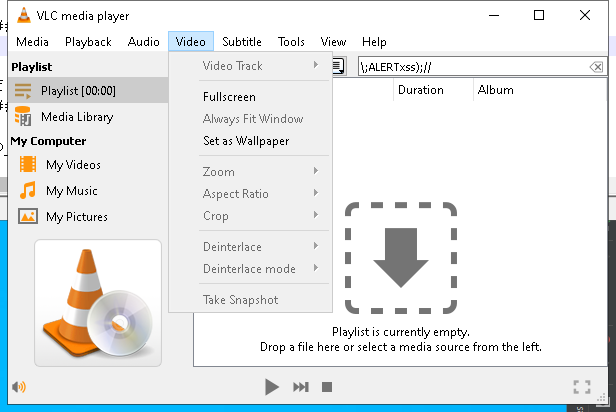 VLC media player
Media Playback Audio Video Subtitle Tools View Help
Playlist
Playlist [00:00]
Media Library
My Computer
My Videos
My Music
My Pictures
Video Track
Fullscreen
Always Fit Window
Set as Wallpaper
Zoom
Aspect Ratio
Crop
Deinterlace
Deinterlace mode
Take Snapshot
\;ALERTxss);//
Duration Album
Playlist is currently empty.
Drop a file here or select a media source from the left.